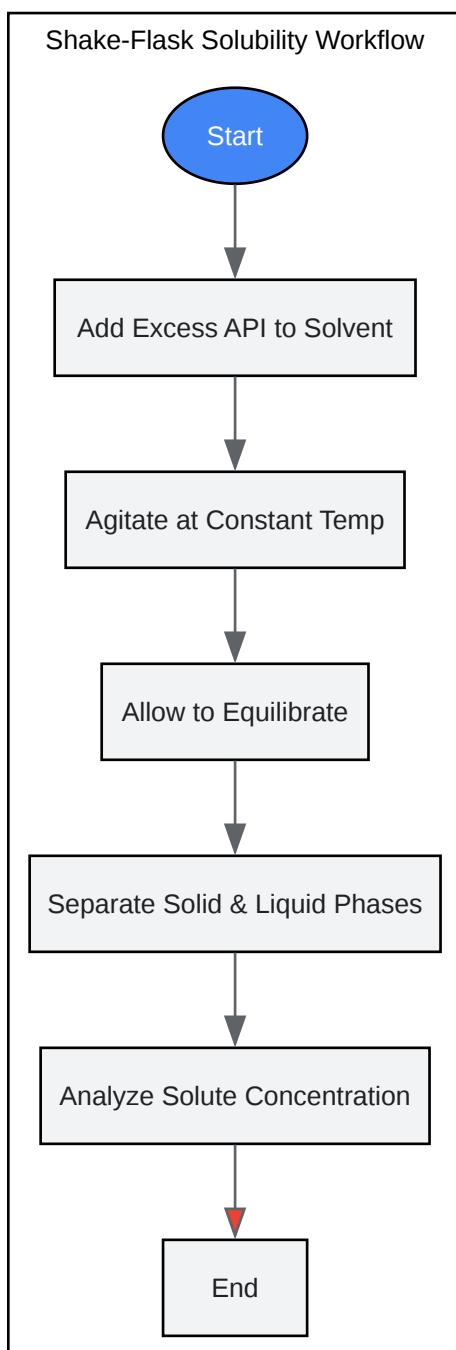 Shake-Flask Solubility Workflow
Start
Add Excess API to Solvent
Agitate at Constant Temp
Allow to Equilibrate
Separate Solid & Liquid Phases
Analyze Solute Concentration
End